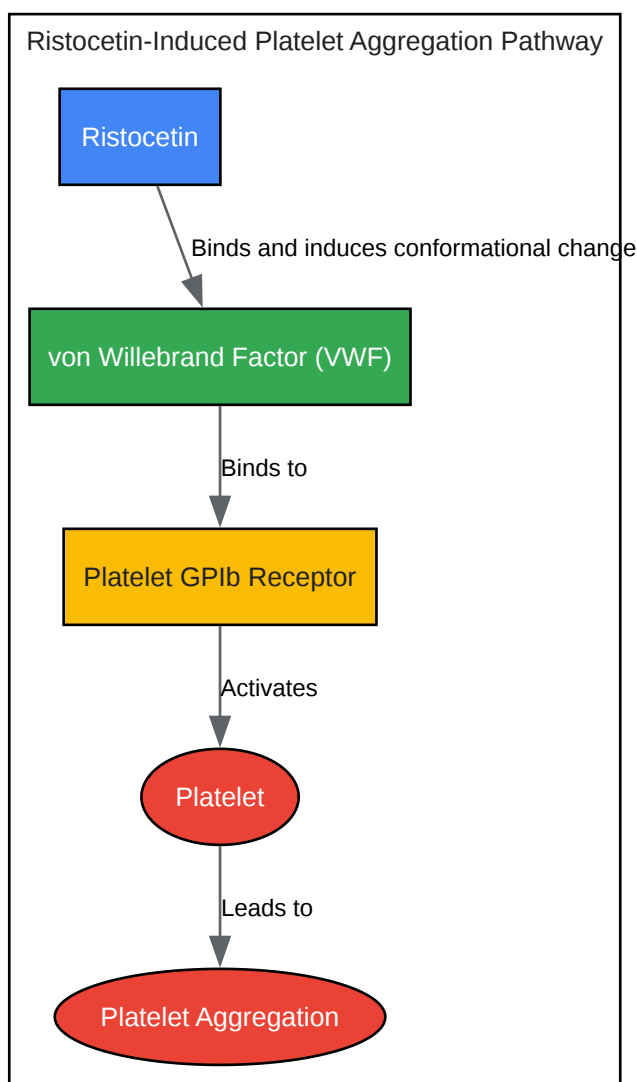 Ristocetin-Induced Platelet Aggregation Pathway
Ristocetin
Binds and induces conformational change
von Willebrand Factor (VWF)
Binds to
Platelet GPIb Receptor
Activates
Platelet
Leads to
Platelet Aggregation